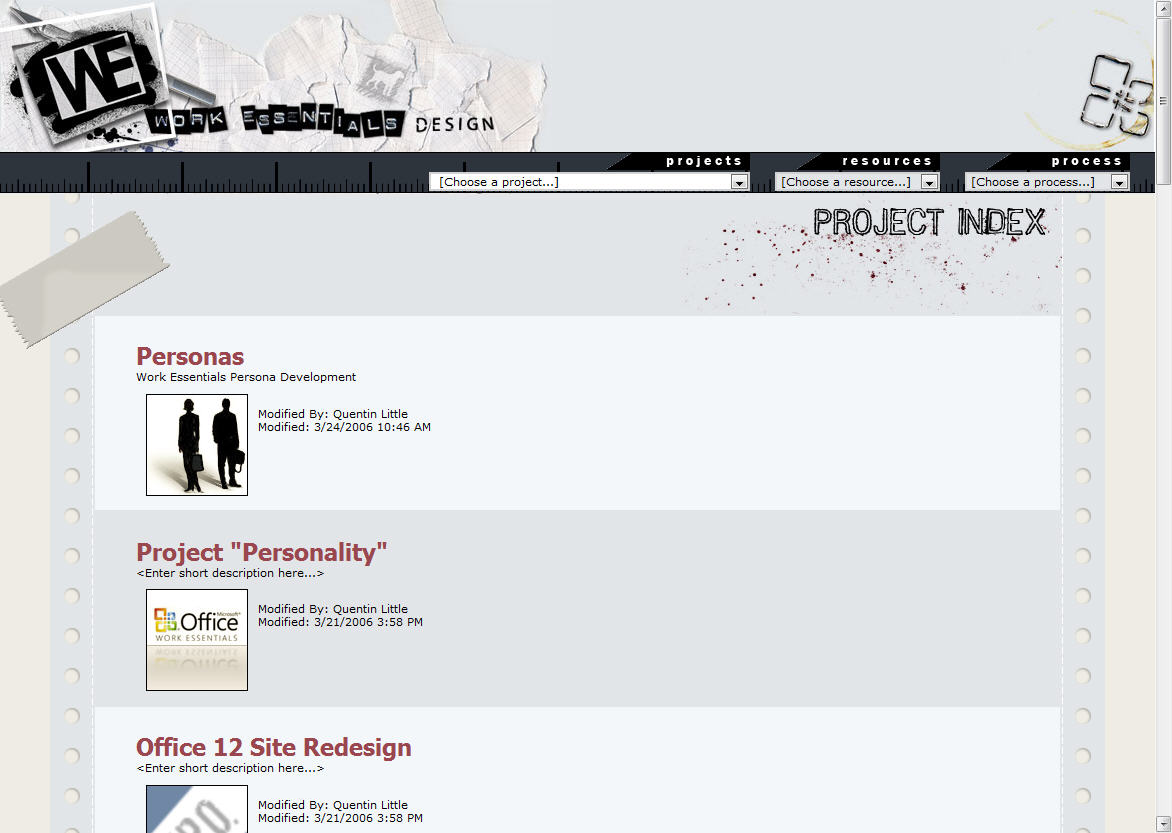 WE
WORK ESSENTIALS DESIGN
projects resources process
[Choose a project...] [Choose a resource...] [Choose a process...]
PROJECT INDEX
Personas
Work Essentials Persona Development
Modified By: Quentin Little
Modified: 3/24/2006 10:46 AM
Project "Personality"
<Enter short description here...>
Microsoft®
Office
WORK ESSENTIALS
Modified By: Quentin Little
Modified: 3/21/2006 3:58 PM
Office 12 Site Redesign
<Enter short description here...>
Modified By: Quentin Little
Modified: 3/21/2006 3:58 PM